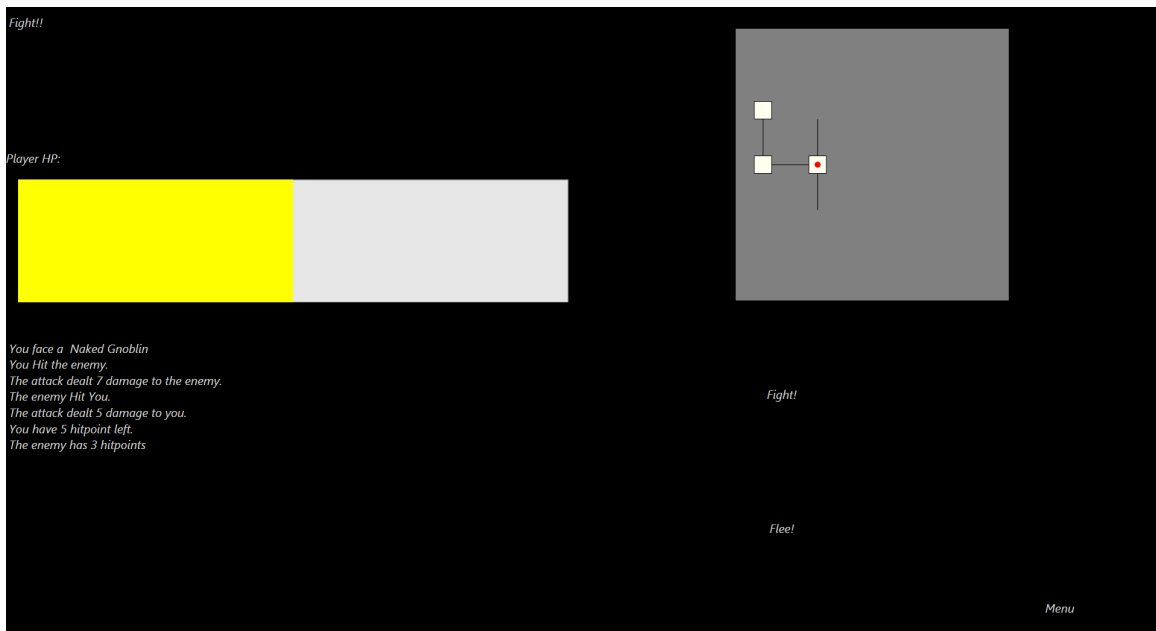 Fight!!
Player HP:
You face a  Naked Gnoblin
You Hit the enemy.
The attack dealt 7 damage to the enemy.
The enemy Hit You.
The attack dealt 5 damage to you.
You have 5 hitpoint left.
The enemy has 3 hitpoints
Fight!
Flee!
Menu